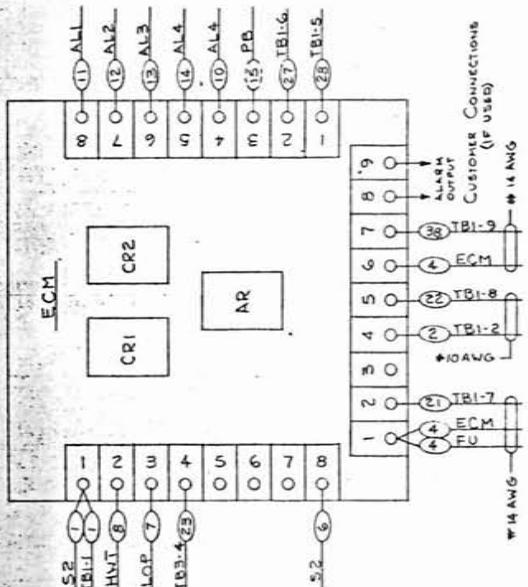 ECM
CR1
CR2
AR
S2 1
TB1-1 1
HWT 8
LOP 7
TB3-4 23
S2 6
1
2
3
4
5
6
7
8
11 AL1
12 AL2
13 AL3
14 AL4
10 AL4
15 PB
27 TB1-6
28 TB1-5
8
7
6
5
4
3
2
1
1
2
3
4
5
6
7
8
9
4 FU
4 ECM
21 TB1-7
2 TB1-2
22 TB1-8
4 ECM
38 TB1-9
ALARM
OUTPUT
CUSTOMER CONNECTIONS
(IF USED)
#14 AWG
#10 AWG
#14 AWG